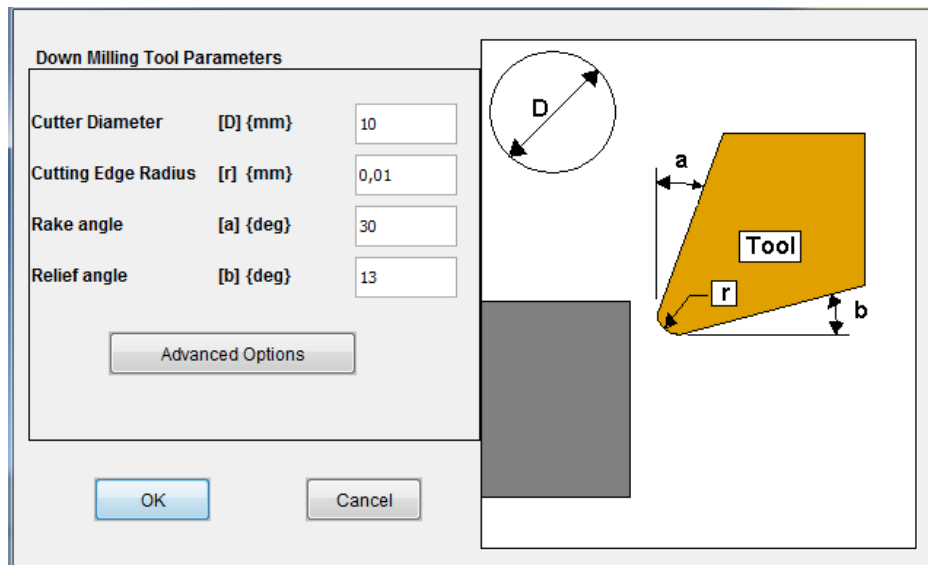 Down Milling Tool Parameters
Cutter Diameter [D] {mm} 10
Cutting Edge Radius [r] {mm} 0,01
Rake angle [a] {deg} 30
Relief angle [b] {deg} 13
Advanced Options
OK Cancel
D
a
Tool
r
b